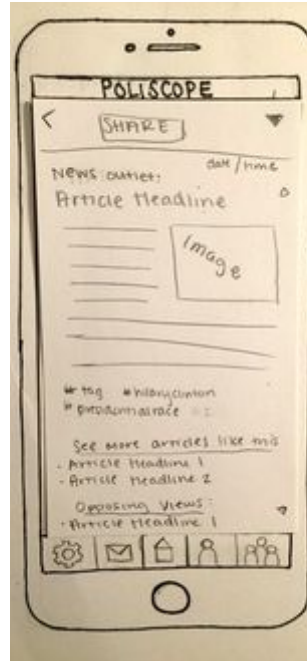 POLISCOPE
<
SHARE
date/time
News outlet:
Article Headline
Image
# tag #hilaryclinton
# presidentialrace
See more articles like this
- Article Headline 1
- Article Headline 2
Opposing Views:
- Article Headline 1